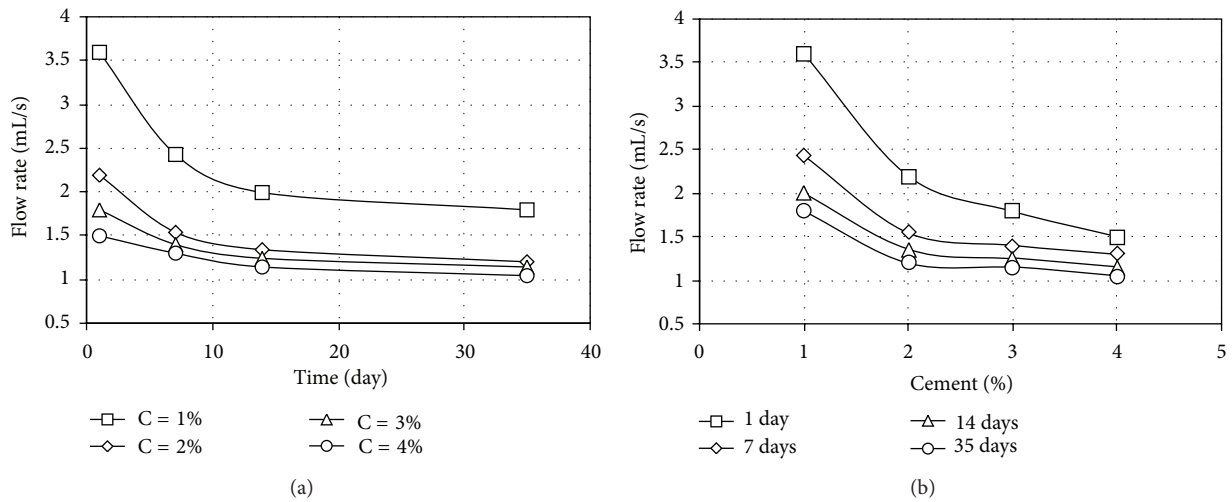 4
3.5
3
2.5
2
1.5
1
0.5
Flow rate (mL/s)
0 10 20 30 40
Time (day)
C = 1%
C = 2%
C = 3%
C = 4%
(a)
4
3.5
3
2.5
2
1.5
1
0.5
Flow rate (mL/s)
0 1 2 3 4 5
Cement (%)
1 day
7 days
14 days
35 days
(b)